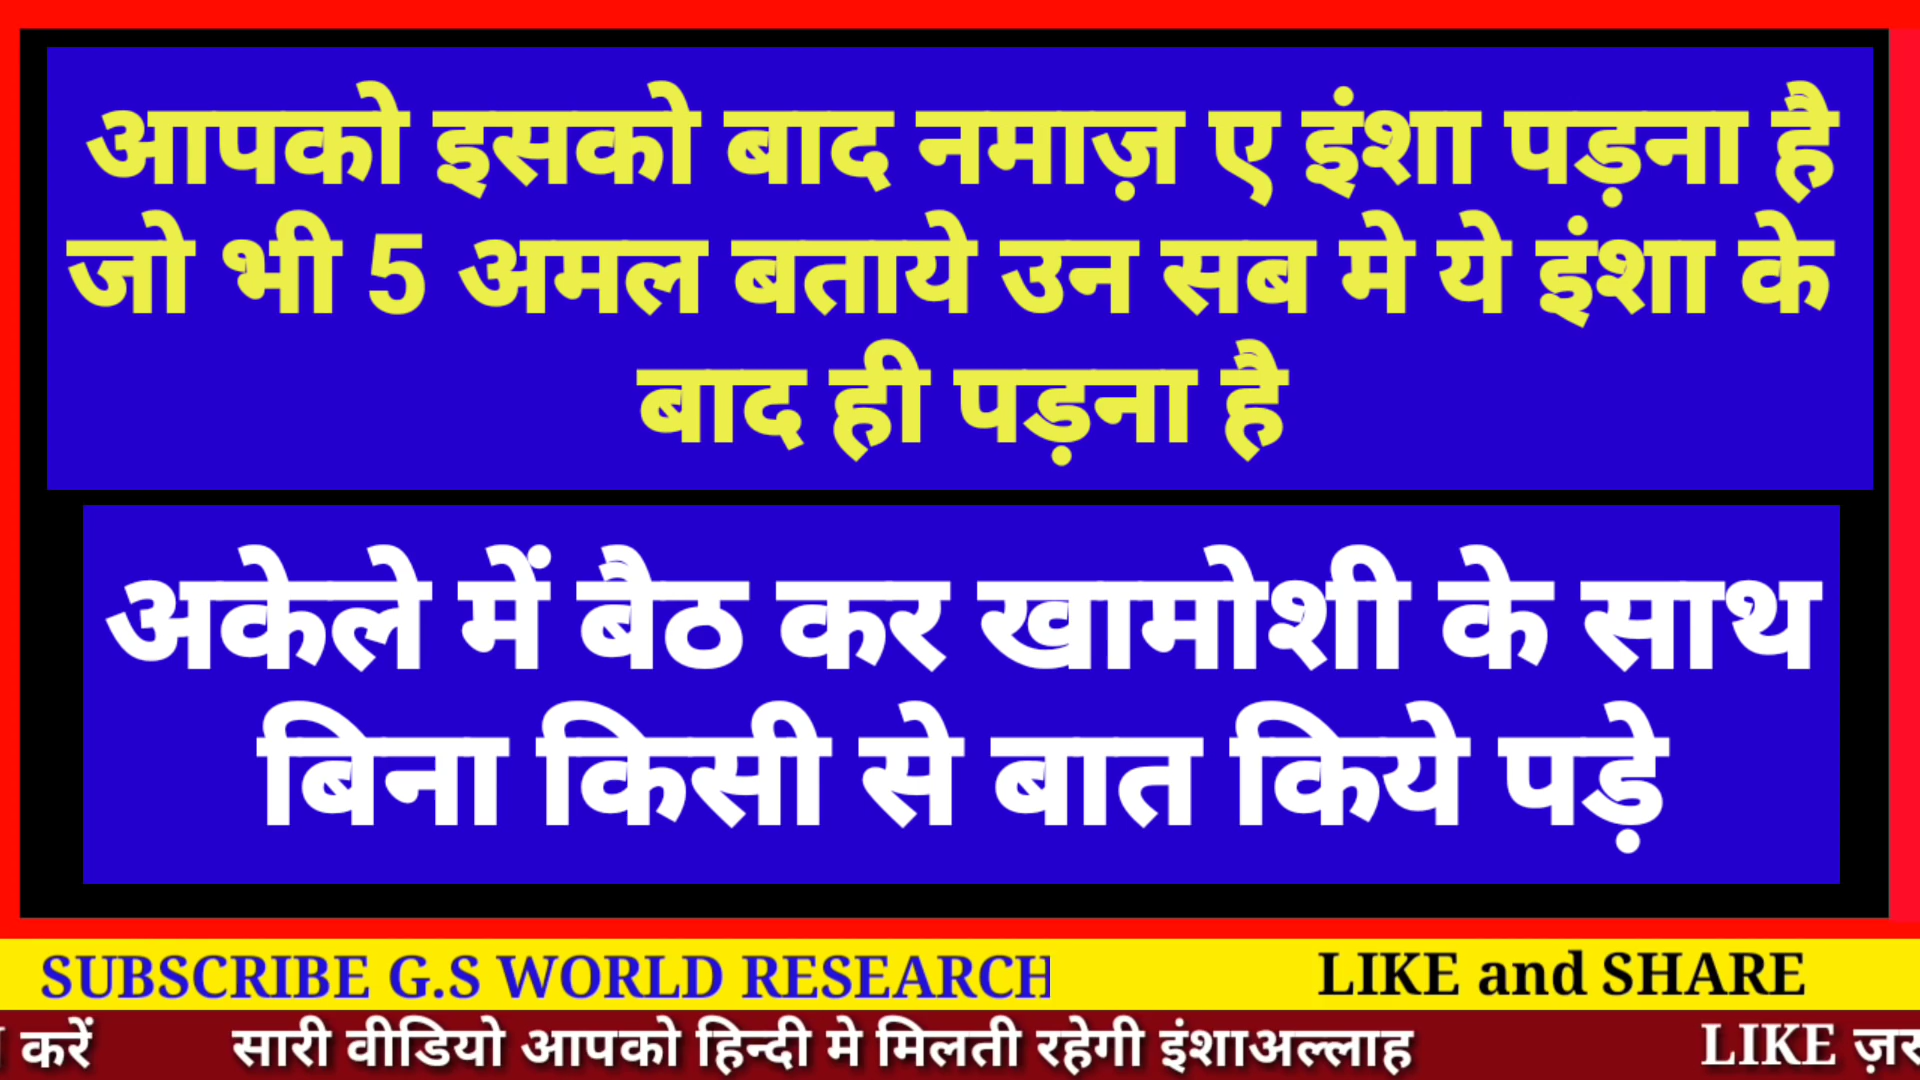 आपको इसको बाद नमाज़ ए इंशा पड़ना है
जो भी 5 अमल बताये उन सब मे ये इंशा के
बाद ही पड़ना है
अकेले में बैठ कर खामोशी के साथ
बिना किसी से बात किये पड़े
SUBSCRIBE G.S WORLD RESEARCH
LIKE and SHARE
करें सारी वीडियो आपको हिन्दी मे मिलती रहेगी इंशाअल्लाह LIKE